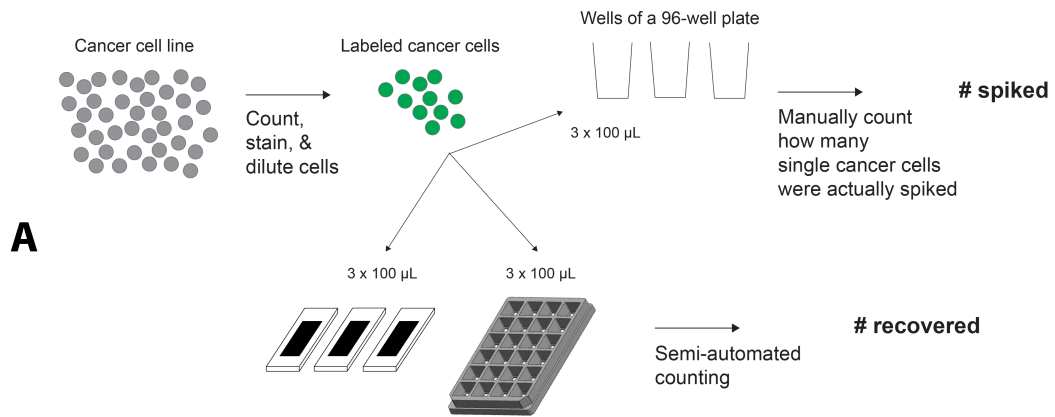 Wells of a 96-well plate
Cancer cell line
Labeled cancer cells
# spiked
Count,
stain, &
dilute cells
3 x 100 µL
Manually count
how many
single cancer cells
were actually spiked
A
3 x 100 µL
3 x 100 µL
# recovered
Semi-automated
counting